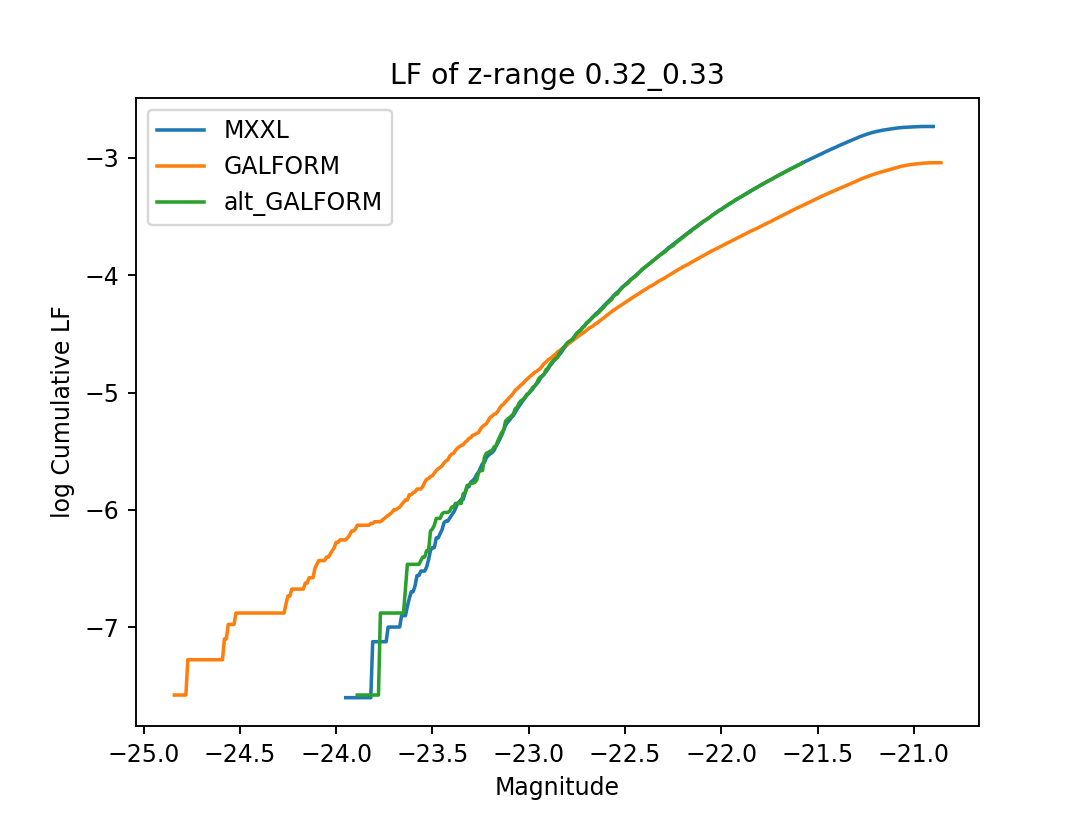 LF of z-range 0.32_0.33
MXXL
GALFORM
alt_GALFORM
log Cumulative LF
−3
−4
−5
−6
−7
−25.0 −24.5 −24.0 −23.5 −23.0 −22.5 −22.0 −21.5 −21.0
Magnitude